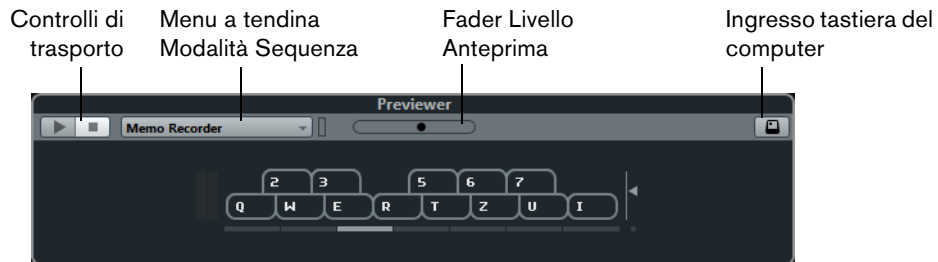 Controlli di
trasporto
Menu a tendina
Modalità Sequenza
Fader Livello
Anteprima
Ingresso tastiera del
computer
Previewer
Memo Recorder
2 3 5 6 7
Q W E R T Z U I